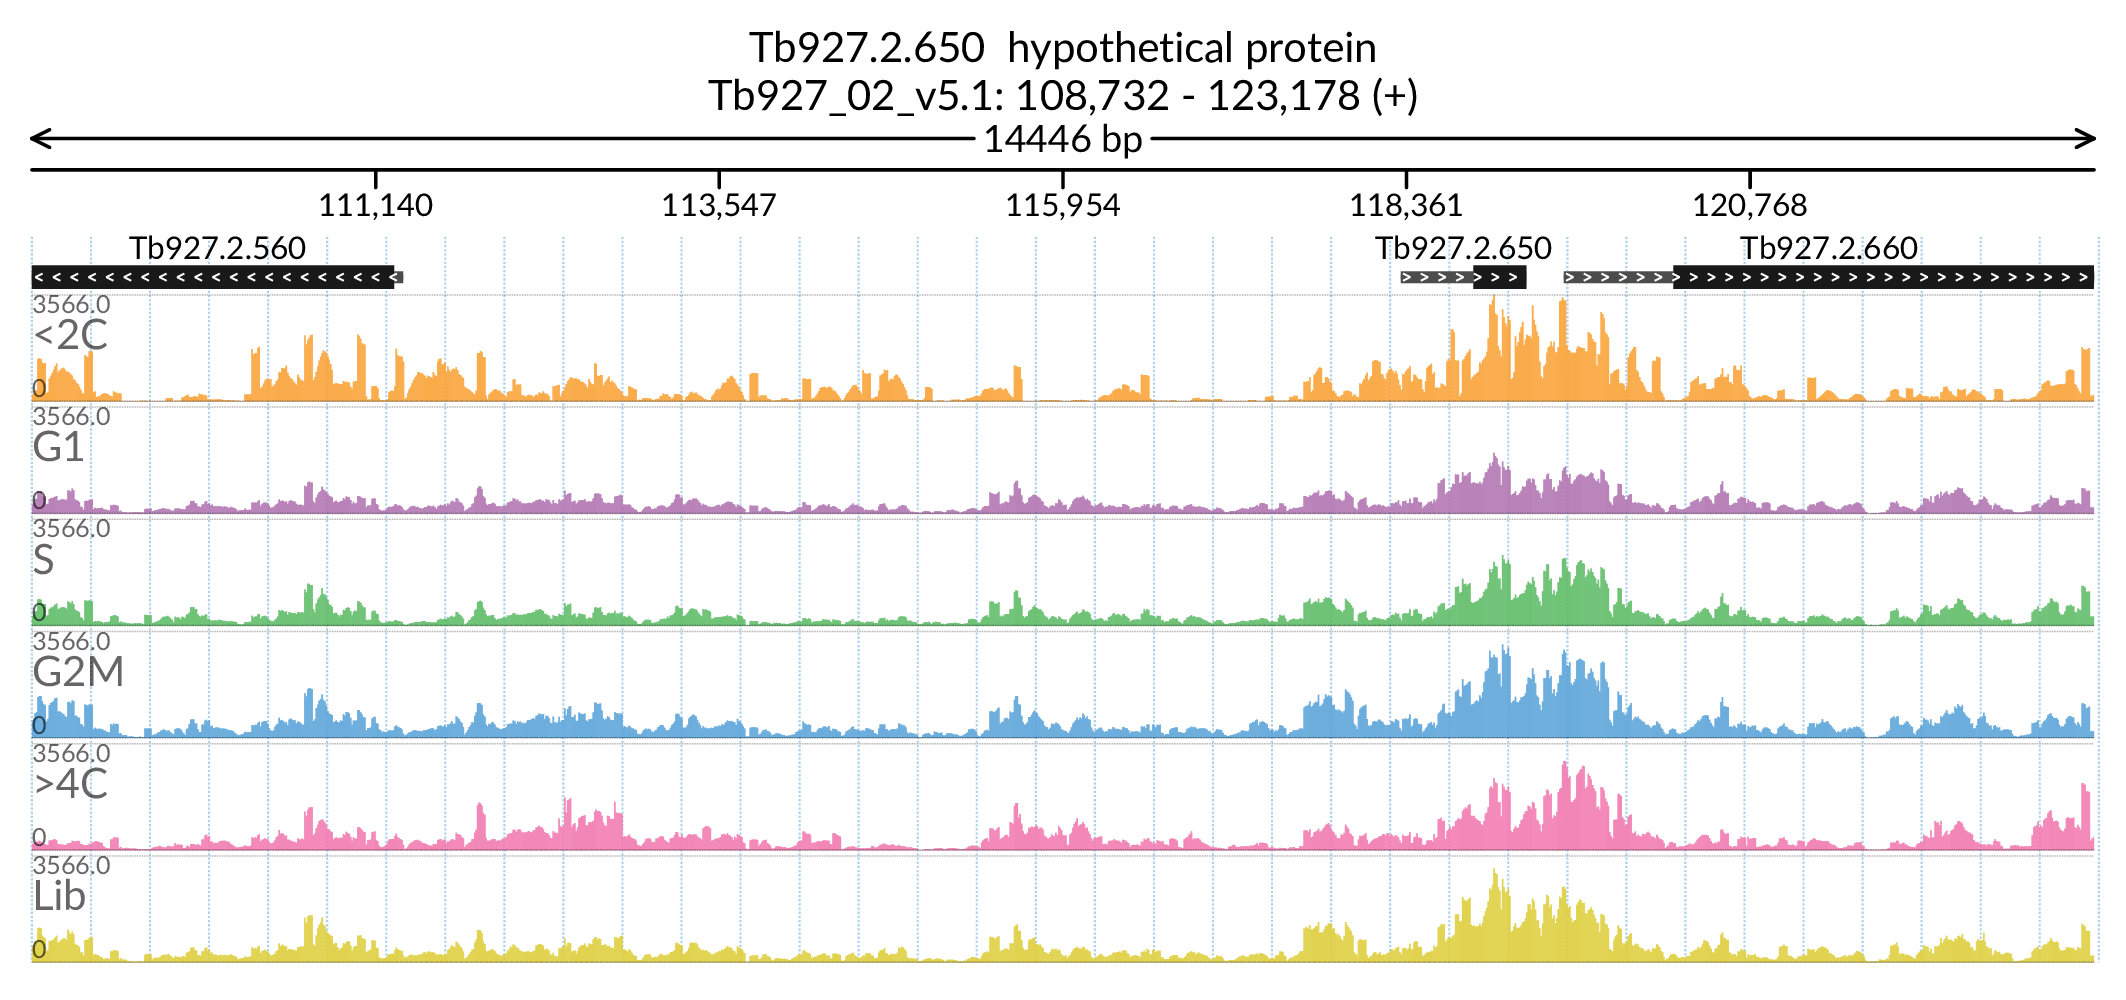 Tb927.2.650 hypothetical protein
Tb927_02_v5.1: 108,732 - 123,178 (+)
14446 bp
111,140 113,547 115,954 118,361 120,768
Tb927.2.560 Tb927.2.650 Tb927.2.660
3566.0
<2C
0
3566.0
G1
0
3566.0
S
0
3566.0
G2M
0
3566.0
>4C
0
3566.0
Lib
0